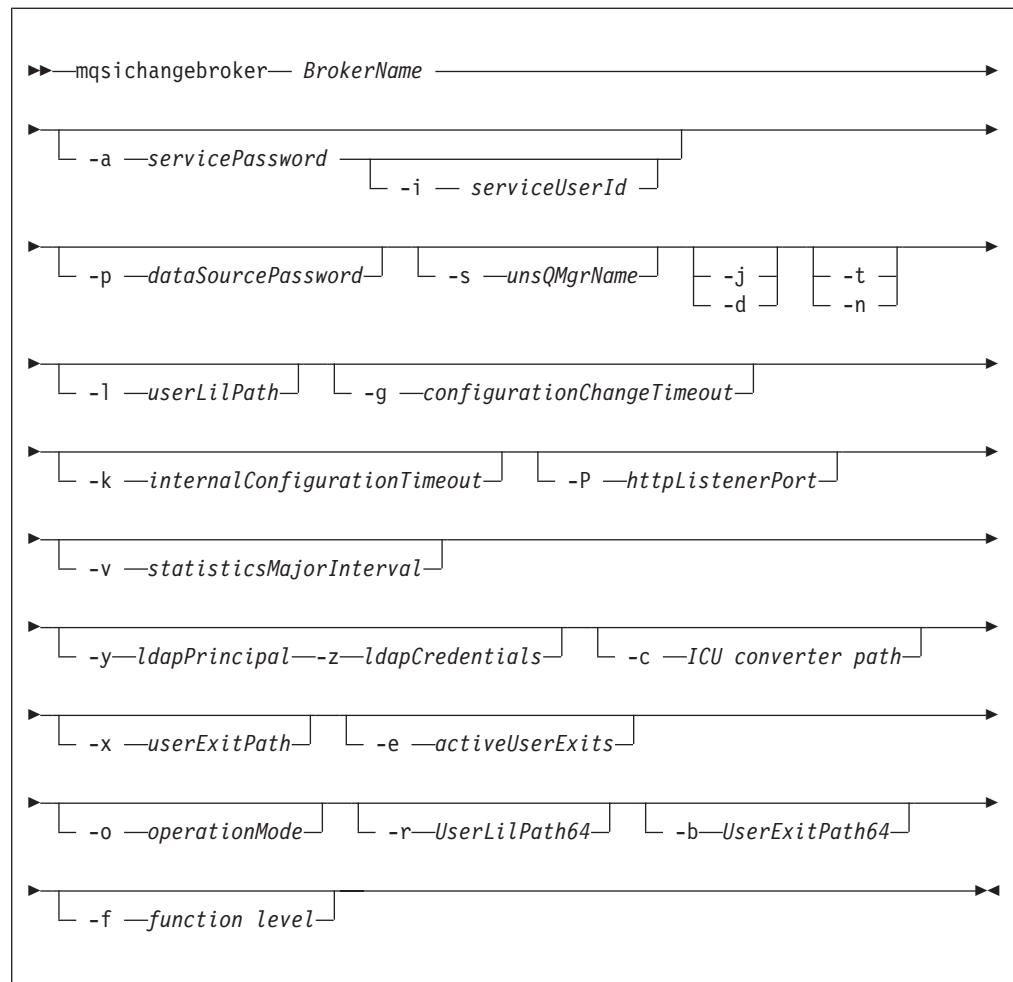 mqsichangebroker BrokerName
-a servicePassword
-i serviceUserId
-p dataSourcePassword -s unsQMgrName -j -t
-d -n
-l userLilPath -g configurationChangeTimeout
-k internalConfigurationTimeout -P httpListenerPort
-v statisticsMajorInterval
-y ldapPrincipal -z ldapCredentials -c ICU converter path
-x userExitPath -e activeUserExits
-o operationMode -r UserLilPath64 -b UserExitPath64
-f function level